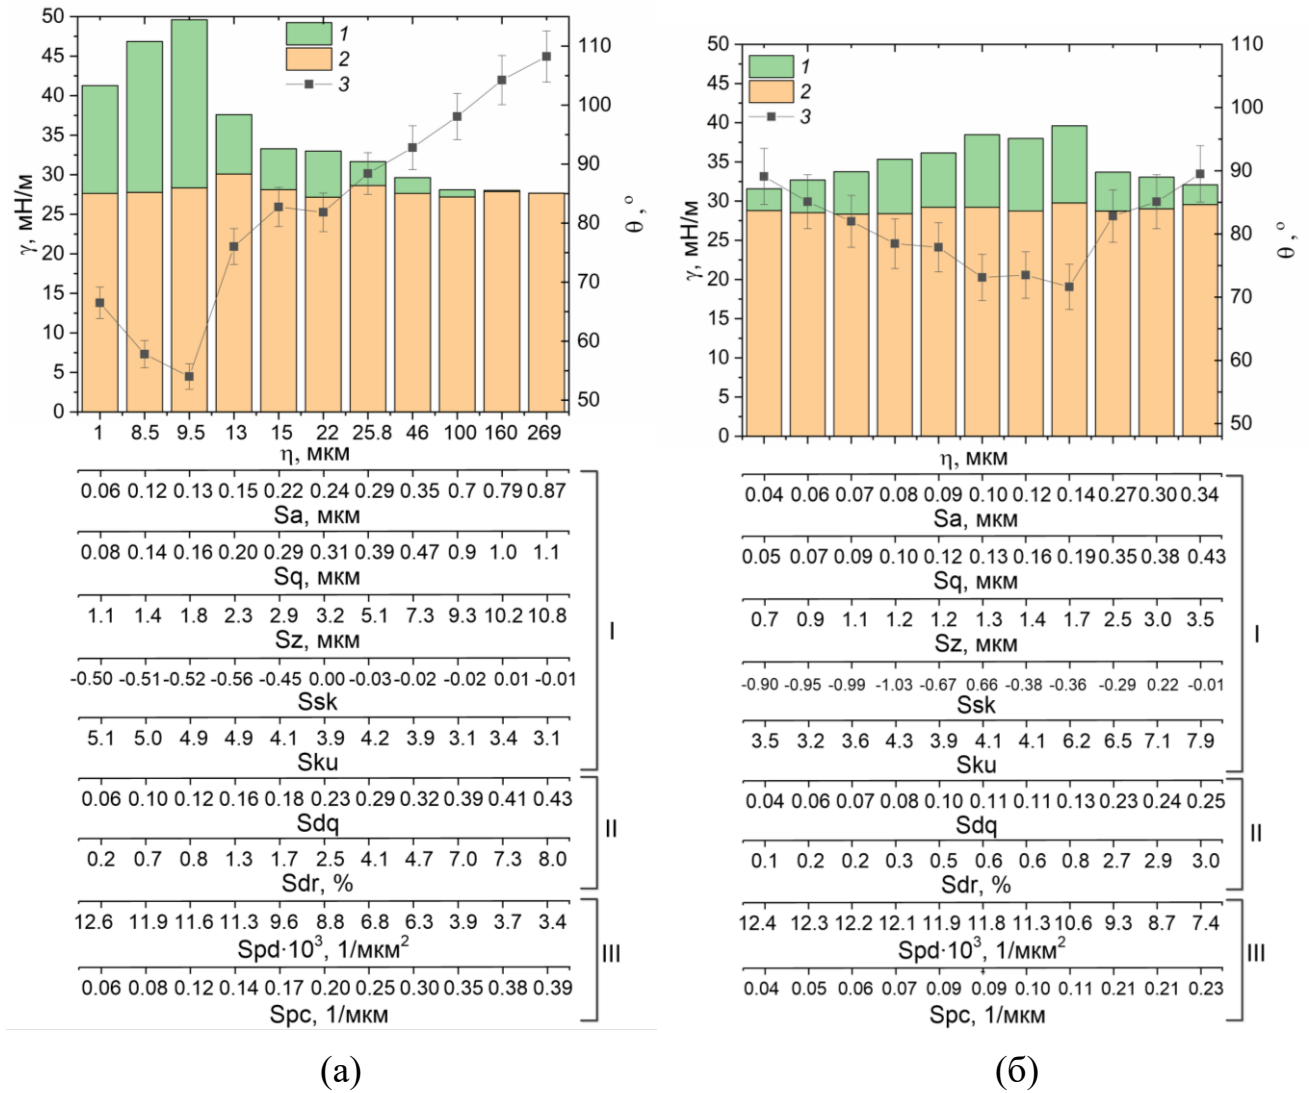 50
45
40
35
30
25
20
15
10
5
0
γ, мН/м
1
2
3
110
100
90
80
70
60
50
θ, °
1 8.5 9.5 13 15 22 25.8 46 100 160 269
η, мкм
0.06 0.12 0.13 0.15 0.22 0.24 0.29 0.35 0.7 0.79 0.87
Sa, мкм
0.08 0.14 0.16 0.20 0.29 0.31 0.39 0.47 0.9 1.0 1.1
Sq, мкм
1.1 1.4 1.8 2.3 2.9 3.2 5.1 7.3 9.3 10.2 10.8
Sz, мкм
I
-0.50 -0.51 -0.52 -0.56 -0.45 0.00 -0.03 -0.02 -0.02 0.01 -0.01
Ssk
5.1 5.0 4.9 4.9 4.1 3.9 4.2 3.9 3.1 3.4 3.1
Sku
0.06 0.10 0.12 0.16 0.18 0.23 0.29 0.32 0.39 0.41 0.43
Sdq
II
0.2 0.7 0.8 1.3 1.7 2.5 4.1 4.7 7.0 7.3 8.0
Sdr, %
12.6 11.9 11.6 11.3 9.6 8.8 6.8 6.3 3.9 3.7 3.4
Spd·10³, 1/мкм²
III
0.06 0.08 0.12 0.14 0.17 0.20 0.25 0.30 0.35 0.38 0.39
Spc, 1/мкм
(а)
50
45
40
35
30
25
20
15
10
5
0
γ, мН/м
1
2
3
110
100
90
80
70
60
50
θ, °
η, мкм
0.04 0.06 0.07 0.08 0.09 0.10 0.12 0.14 0.27 0.30 0.34
Sa, мкм
0.05 0.07 0.09 0.10 0.12 0.13 0.16 0.19 0.35 0.38 0.43
Sq, мкм
0.7 0.9 1.1 1.2 1.2 1.3 1.4 1.7 2.5 3.0 3.5
Sz, мкм
I
-0.90 -0.95 -0.99 -1.03 -0.67 0.66 -0.38 -0.36 -0.29 0.22 -0.01
Ssk
3.5 3.2 3.6 4.3 3.9 4.1 4.1 6.2 6.5 7.1 7.9
Sku
0.04 0.06 0.07 0.08 0.10 0.11 0.11 0.13 0.23 0.24 0.25
Sdq
II
0.1 0.2 0.2 0.3 0.5 0.6 0.6 0.8 2.7 2.9 3.0
Sdr, %
12.4 12.3 12.2 12.1 11.9 11.8 11.3 10.6 9.3 8.7 7.4
Spd·10³, 1/мкм²
III
0.04 0.05 0.06 0.07 0.09 0.09 0.10 0.11 0.21 0.21 0.23
Spc, 1/мкм
(б)